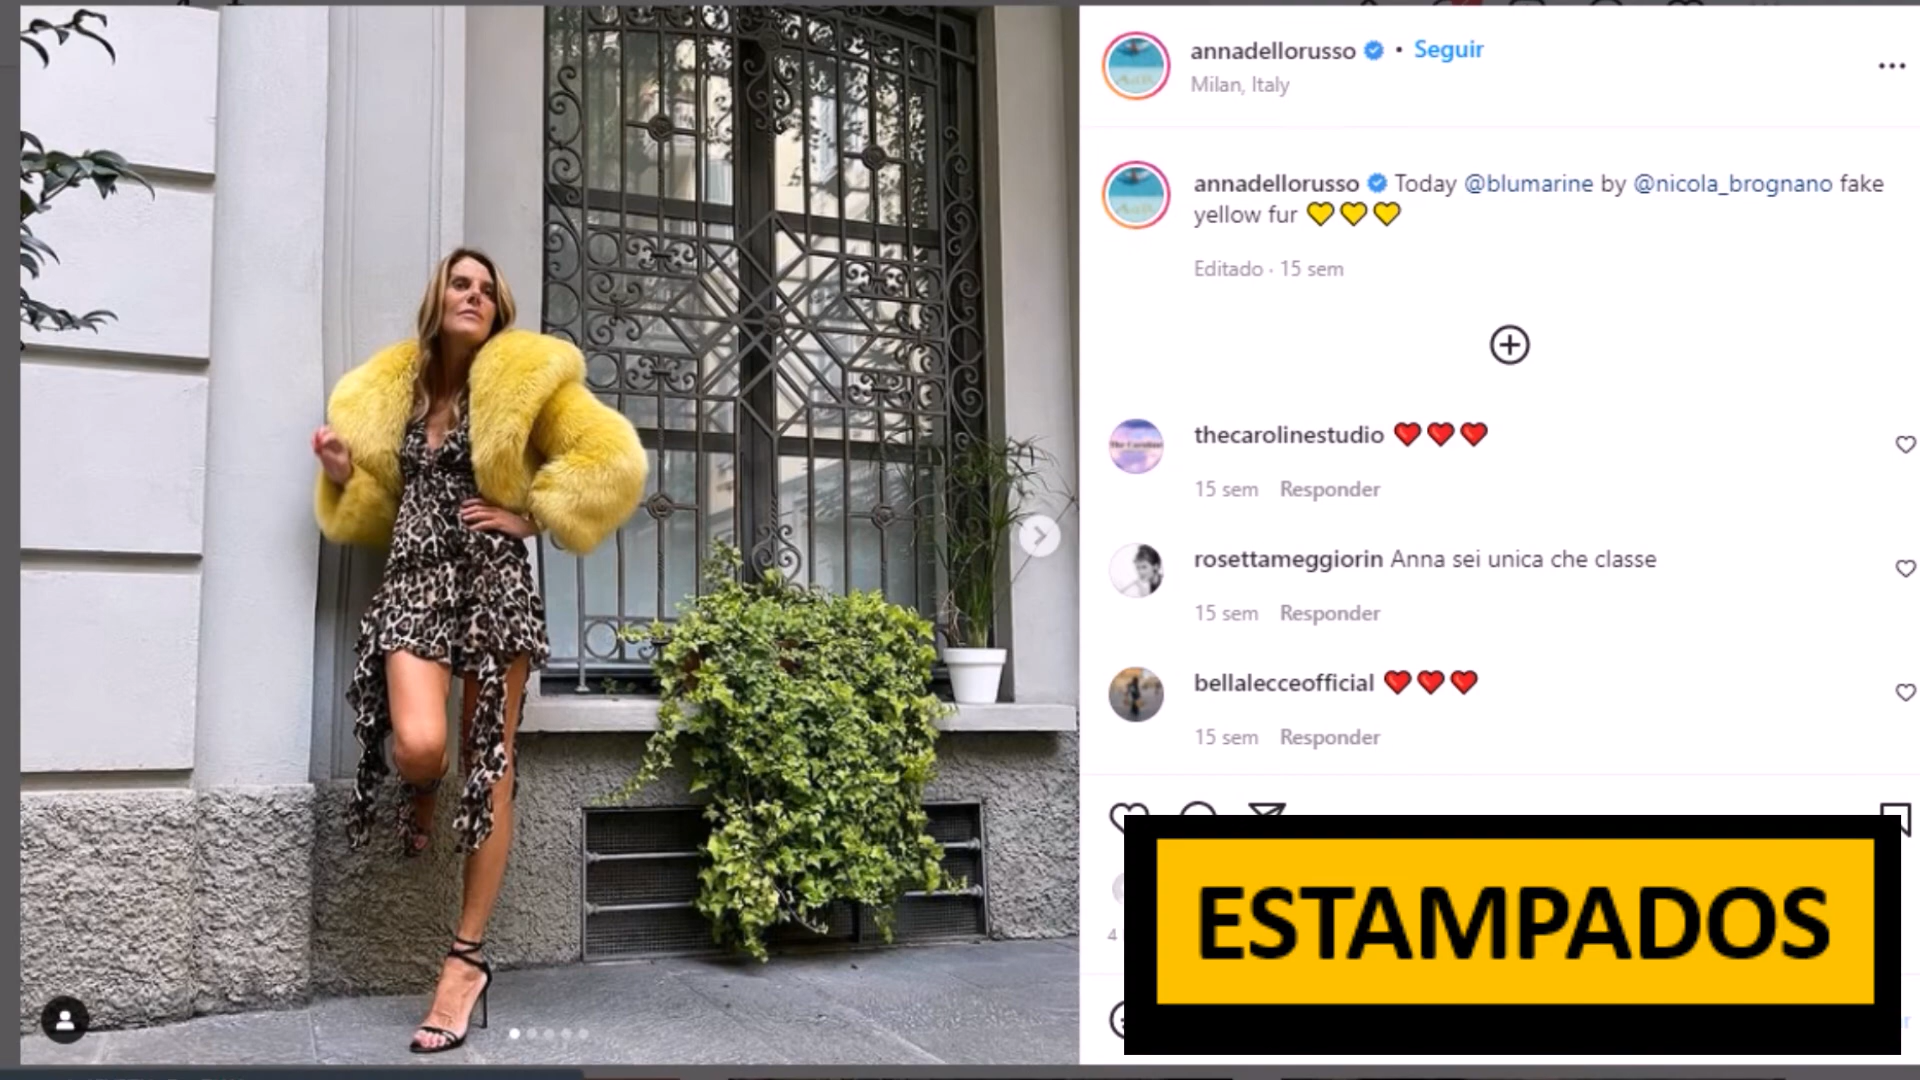 annadellorusso • Seguir
Milan, Italy
annadellorusso Today @blumarine by @nicola_brognano fake
yellow fur 💛💛💛
Editado · 15 sem
thecarolinestudio ❤️❤️❤️
15 sem Responder
rosettameggiorin Anna sei unica che classe
15 sem Responder
bellalecceofficial ❤️❤️❤️
15 sem Responder
4
ESTAMPADOS